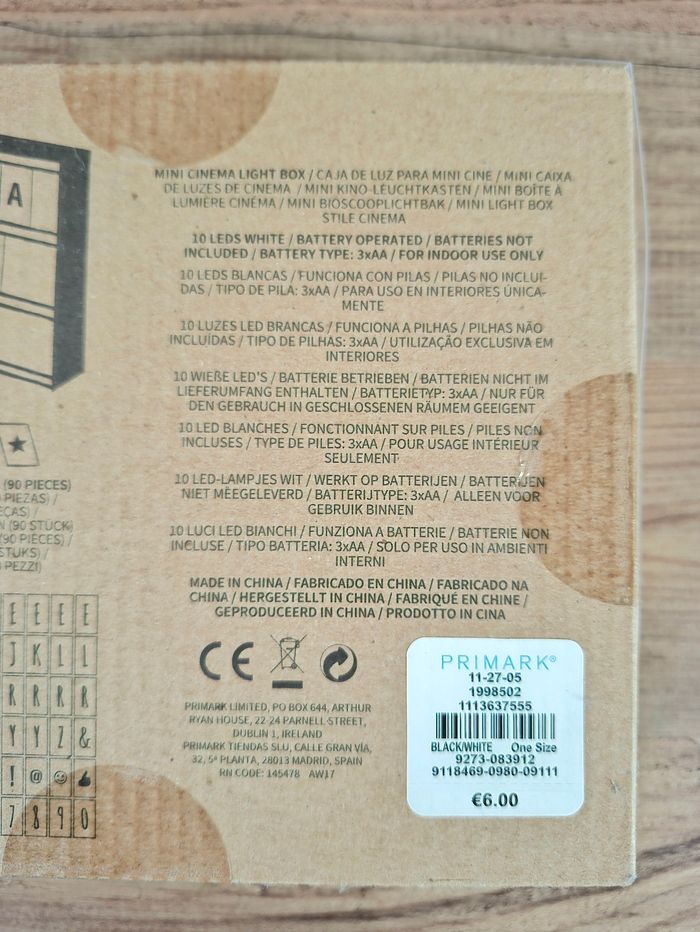 A
MINI CINEMA LIGHT BOX / CAJA DE LUZ PARA MINI CINE / MINI CAIXA
DE LUZES DE CINEMA / MINI KINO-LEUCHTKASTEN / MINI BOÎTE À
LUMIÈRE CINÉMA / MINI BIOSCOOPLICHTBAK / MINI LIGHT BOX
STILE CINEMA
10 LEDS WHITE / BATTERY OPERATED / BATTERIES NOT
INCLUDED / BATTERY TYPE: 3xAA / FOR INDOOR USE ONLY
10 LEDS BLANCAS / FUNCIONA CON PILAS / PILAS NO INCLUI-
DAS / TIPO DE PILA: 3xAA / PARA USO EN INTERIORES ÚNICA-
MENTE
10 LUZES LED BRANCAS / FUNCIONA A PILHAS / PILHAS NÃO
INCLUÍDAS / TIPO DE PILHAS: 3xAA / UTILIZAÇÃO EXCLUSIVA EM
INTERIORES
10 WIEßE LED'S / BATTERIE BETRIEBEN / BATTERIEN NICHT IM
LIEFERUMFANG ENTHALTEN / BATTERIETYP: 3xAA / NUR FÜR
DEN GEBRAUCH IN GESCHLOSSENEN RÄUMEM GEEIGENT
10 LED BLANCHES / FONCTIONNANT SUR PILES / PILES NON
INCLUSES / TYPE DE PILES: 3xAA / POUR USAGE INTÉRIEUR
SEULEMENT
10 LED-LAMPJES WIT / WERKT OP BATTERIJEN / BATTERIJEN
NIET MEEGELEVERD / BATTERIJTYPE: 3xAA / ALLEEN VOOR
GEBRUIK BINNEN
10 LUCI LED BIANCHI / FUNZIONA A BATTERIE / BATTERIE NON
INCLUSE / TIPO BATTERIA: 3xAA / SOLO PER USO IN AMBIENTI
INTERNI
MADE IN CHINA / FABRICADO EN CHINA / FABRICADO NA
CHINA / HERGESTELLT IN CHINA / FABRIQUÉ EN CHINE /
GEPRODUCEERD IN CHINA / PRODOTTO IN CINA
CE
PRIMARK LIMITED, PO BOX 644, ARTHUR
RYAN HOUSE, 22-24 PARNELL STREET,
DUBLIN 1, IRELAND
PRIMARK TIENDAS SLU, CALLE GRAN VÍA,
32, 5ª PLANTA, 28013 MADRID, SPAIN
RN CODE: 145478 AW17
(90 PIECES)
PIEZAS) /
(90 STÜCK)
PIÈCES) /
PEZZI)
E E E E
J K L L
R R R R
Y Y Z &
! @
7 8 9 0
PRIMARK®
11-27-05
1998502
1113637555
BLACK/WHITE One Size
9273-083912
9118469-0980-09111
€6.00